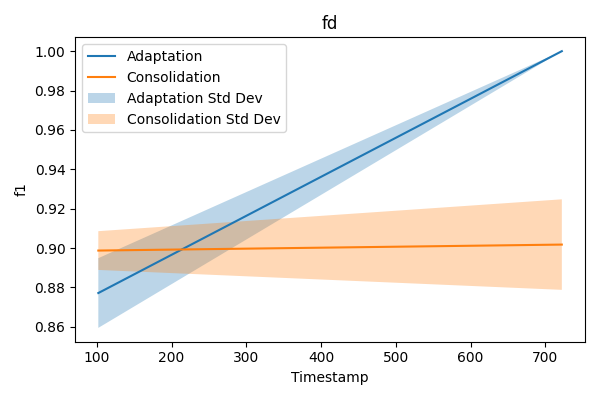 fd
Adaptation
Consolidation
Adaptation Std Dev
Consolidation Std Dev
1.00
0.98
0.96
0.94
0.92
0.90
0.88
0.86
f1
100 200 300 400 500 600 700
Timestamp